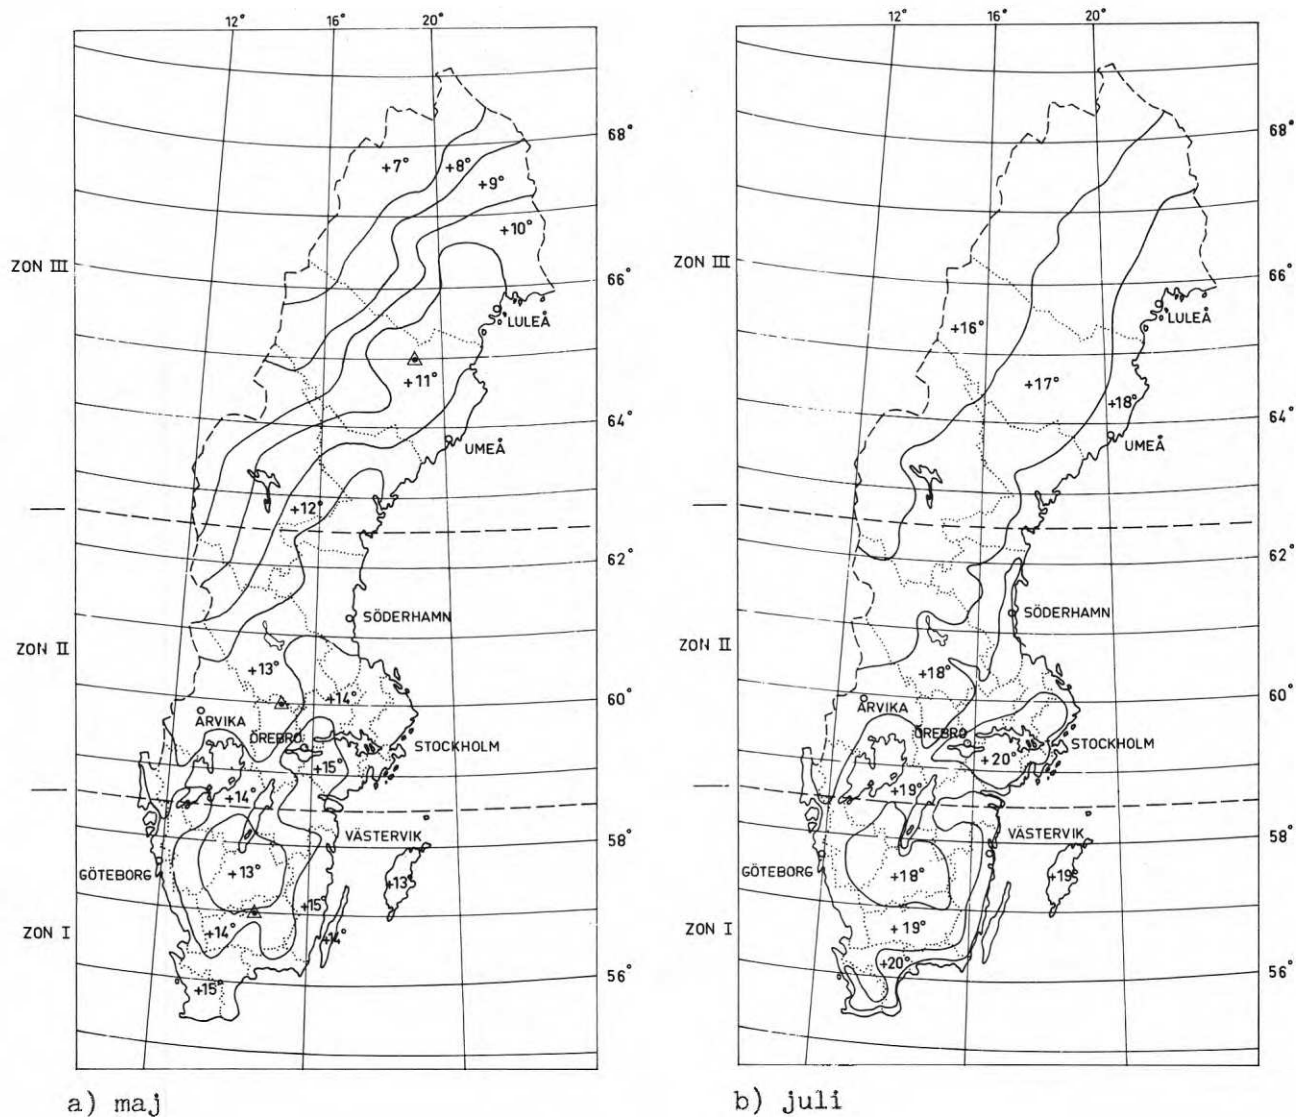 12° 16° 20°
68°
+7° +8°
+9°
+10°
ZON III
66°
LULEÅ
+11°
64°
UMEÅ
+12°
62°
SÖDERHAMN
ZON II
+13°
+14°
60°
ARVIKA
ÖREBRO
STOCKHOLM
+15°
+14°
58°
VÄSTERVIK
GÖTEBORG
+13°
+13°
+15°
ZON I
+14°
+14°
56°
+15°
a) maj
12° 16° 20°
68°
ZON III
66°
LULEÅ
+16°
+17°
+18°
64°
UMEÅ
62°
SÖDERHAMN
ZON II
+18°
60°
ARVIKA
ÖREBRO
STOCKHOLM
+20°
+19°
58°
VÄSTERVIK
GÖTEBORG
+18°
+19°
ZON I
+19°
+20°
56°
b) juli